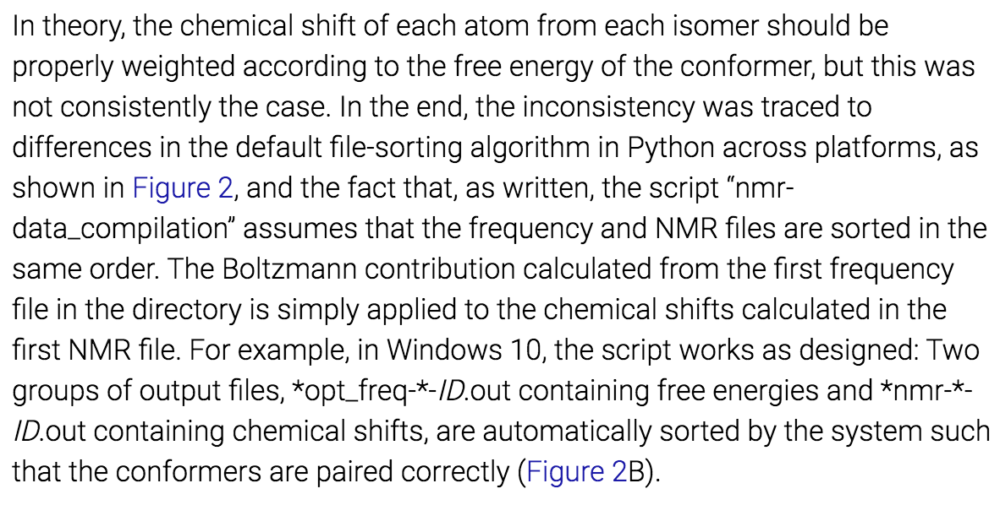 In theory, the chemical shift of each atom from each isomer should be
properly weighted according to the free energy of the conformer, but this was
not consistently the case. In the end, the inconsistency was traced to
differences in the default file-sorting algorithm in Python across platforms, as
shown in Figure 2, and the fact that, as written, the script “nmr-
data_compilation” assumes that the frequency and NMR files are sorted in the
same order. The Boltzmann contribution calculated from the first frequency
file in the directory is simply applied to the chemical shifts calculated in the
first NMR file. For example, in Windows 10, the script works as designed: Two
groups of output files, *opt_freq-*-ID.out containing free energies and *nmr-*-
ID.out containing chemical shifts, are automatically sorted by the system such
that the conformers are paired correctly (Figure 2B).